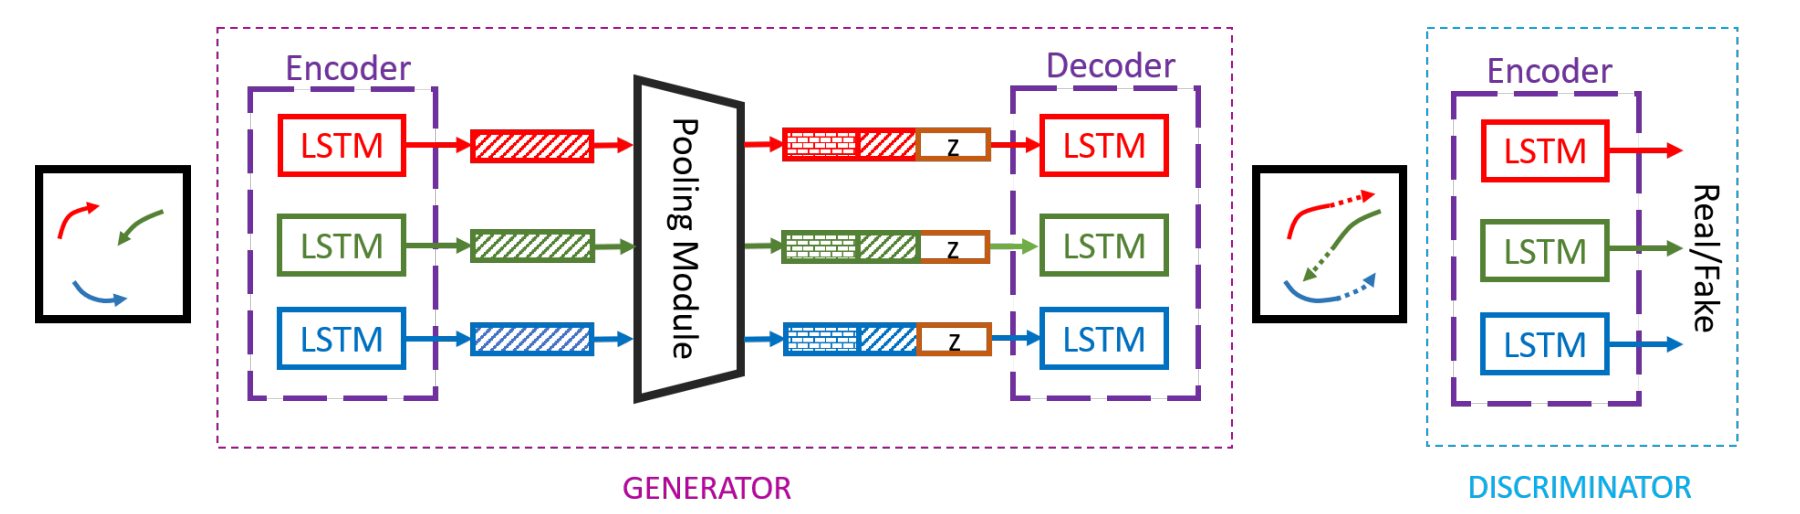 Encoder
LSTM
LSTM
LSTM
Pooling Module
z
z
z
Decoder
LSTM
LSTM
LSTM
GENERATOR
Encoder
LSTM
LSTM
LSTM
Real/Fake
DISCRIMINATOR